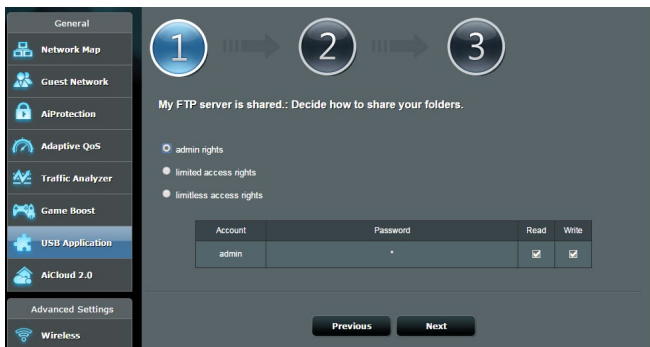 General
Network Map
Guest Network
AiProtection
Adaptive QoS
Traffic Analyzer
Game Boost
USB Application
AiCloud 2.0
Advanced Settings
Wireless
1
2
3
My FTP server is shared.: Decide how to share your folders.
admin rights
limited access rights
limitless access rights
Account Password Read Write
admin *
Previous Next